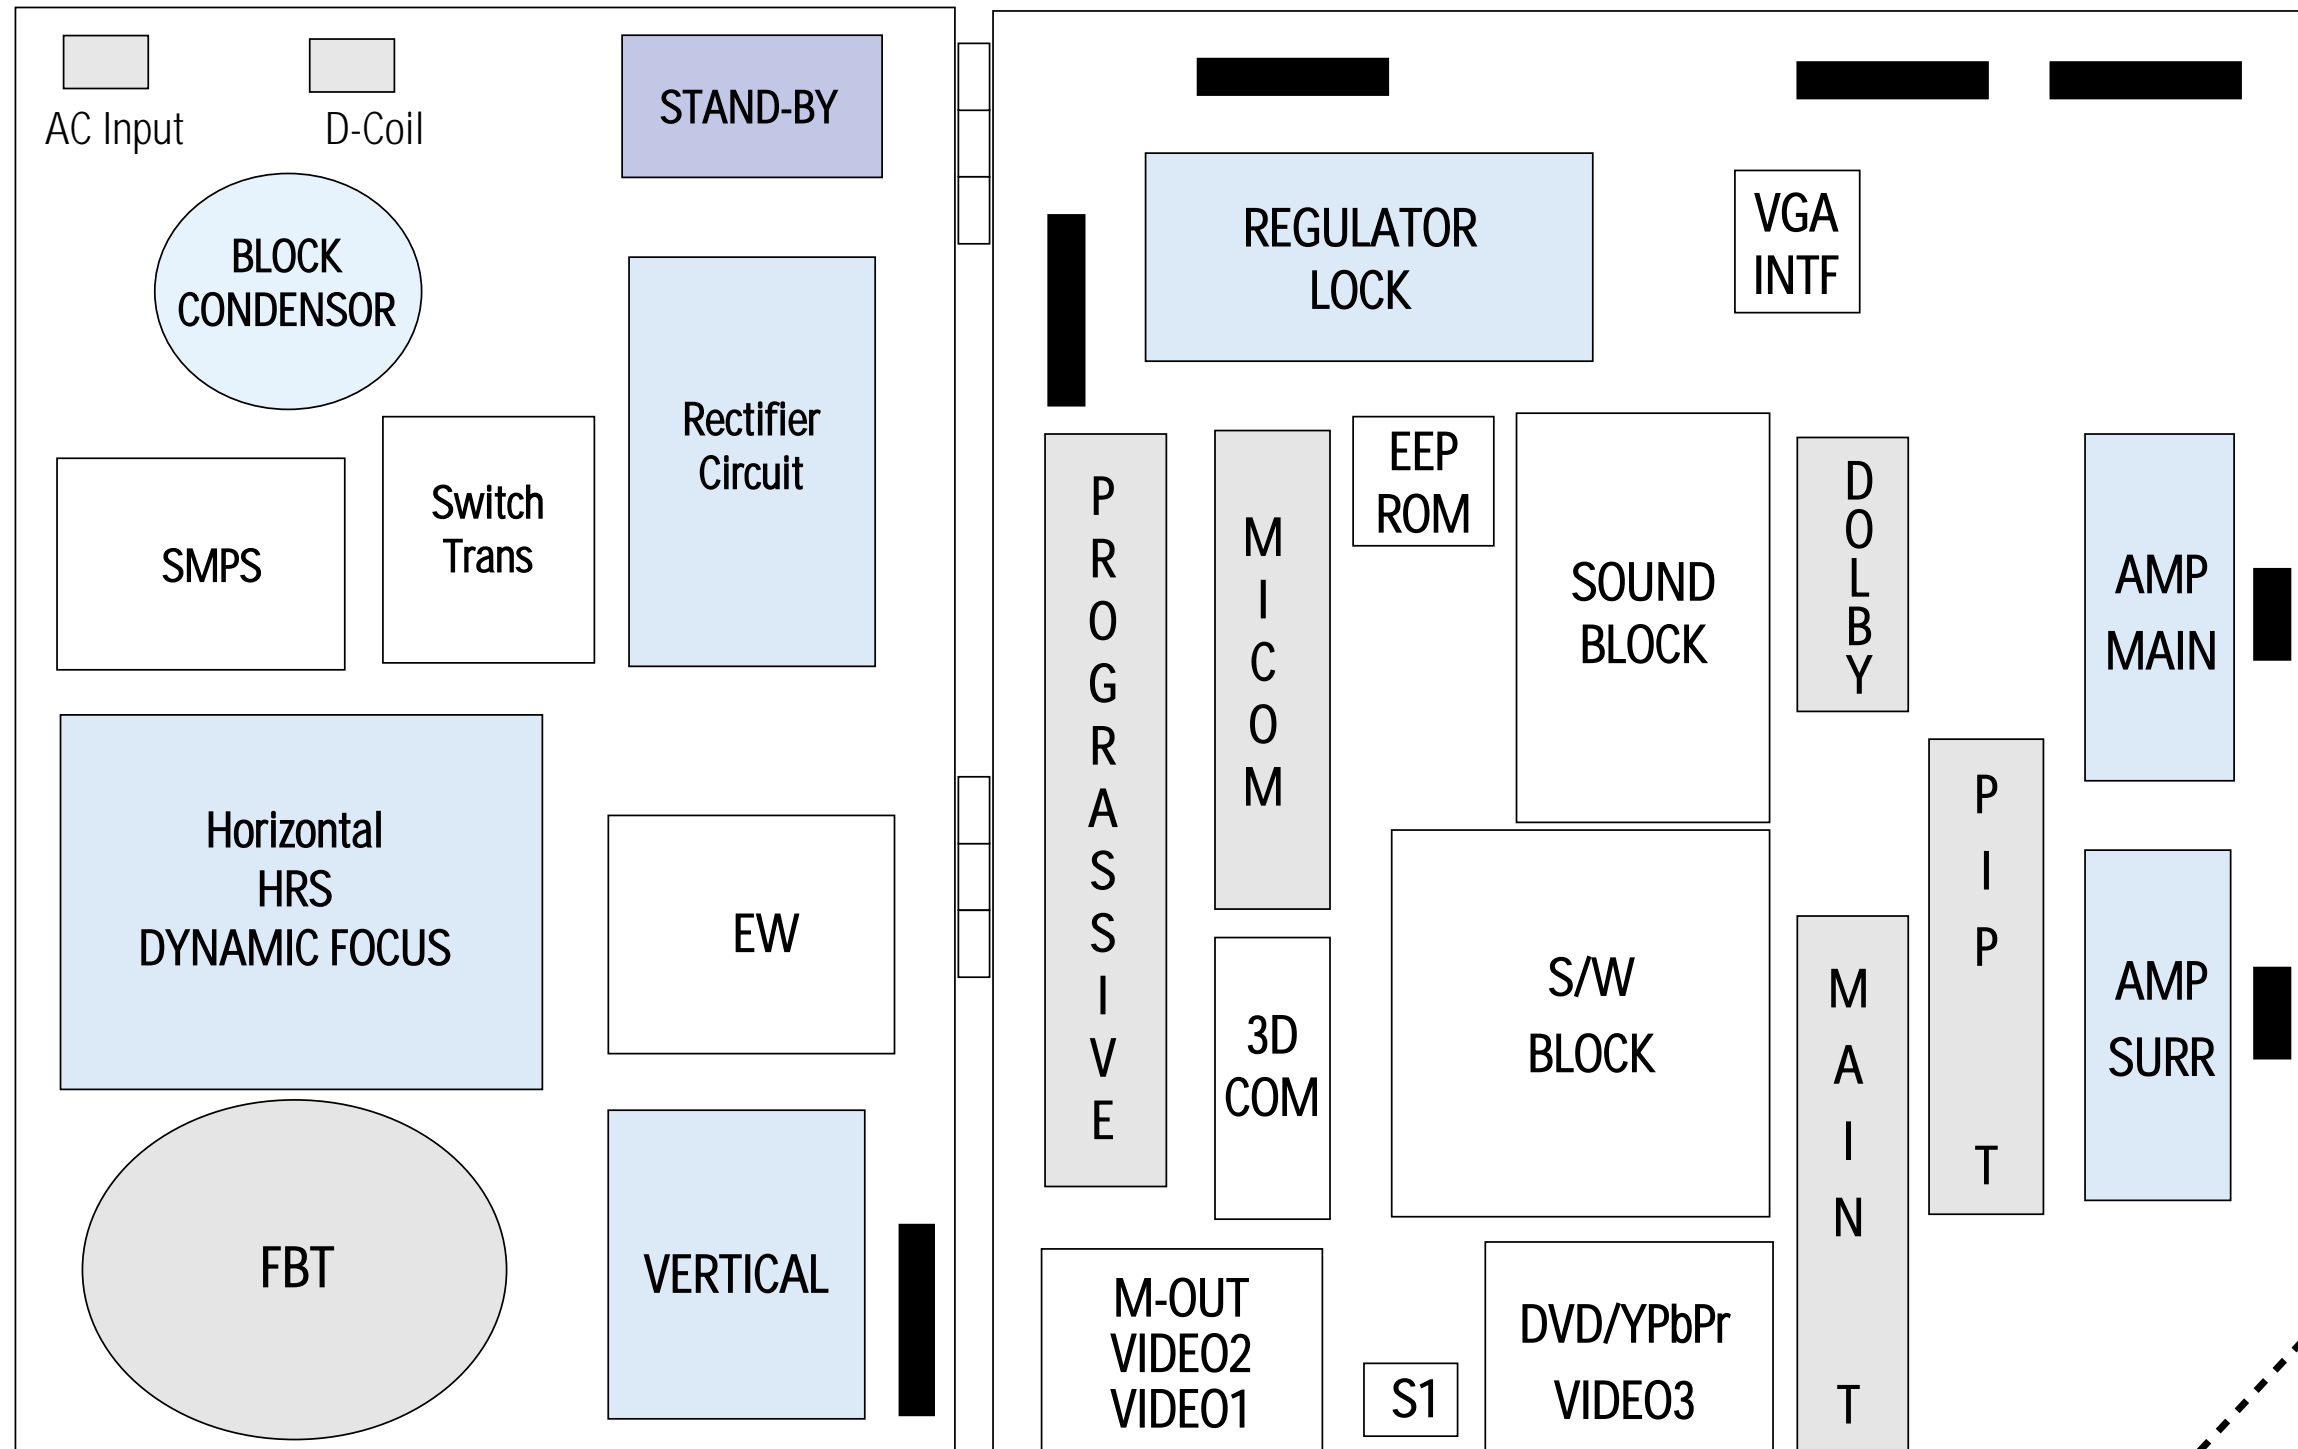 AC Input
D-Coil
STAND-BY
BLOCK
CONDENSOR
Rectifier
Circuit
Switch
Trans
SMPS
Horizontal
HRS
DYNAMIC FOCUS
EW
FBT
VERTICAL
REGULATOR
LOCK
VGA
INTF
PROGRASSIVE
MICOM
EEP
ROM
SOUND
BLOCK
DOLBY
AMP
MAIN
PIP T
3D
COM
S/W
BLOCK
MAIN T
AMP
SURR
M-OUT
VIDEO2
VIDEO1
S1
DVD/YPbPr
VIDEO3